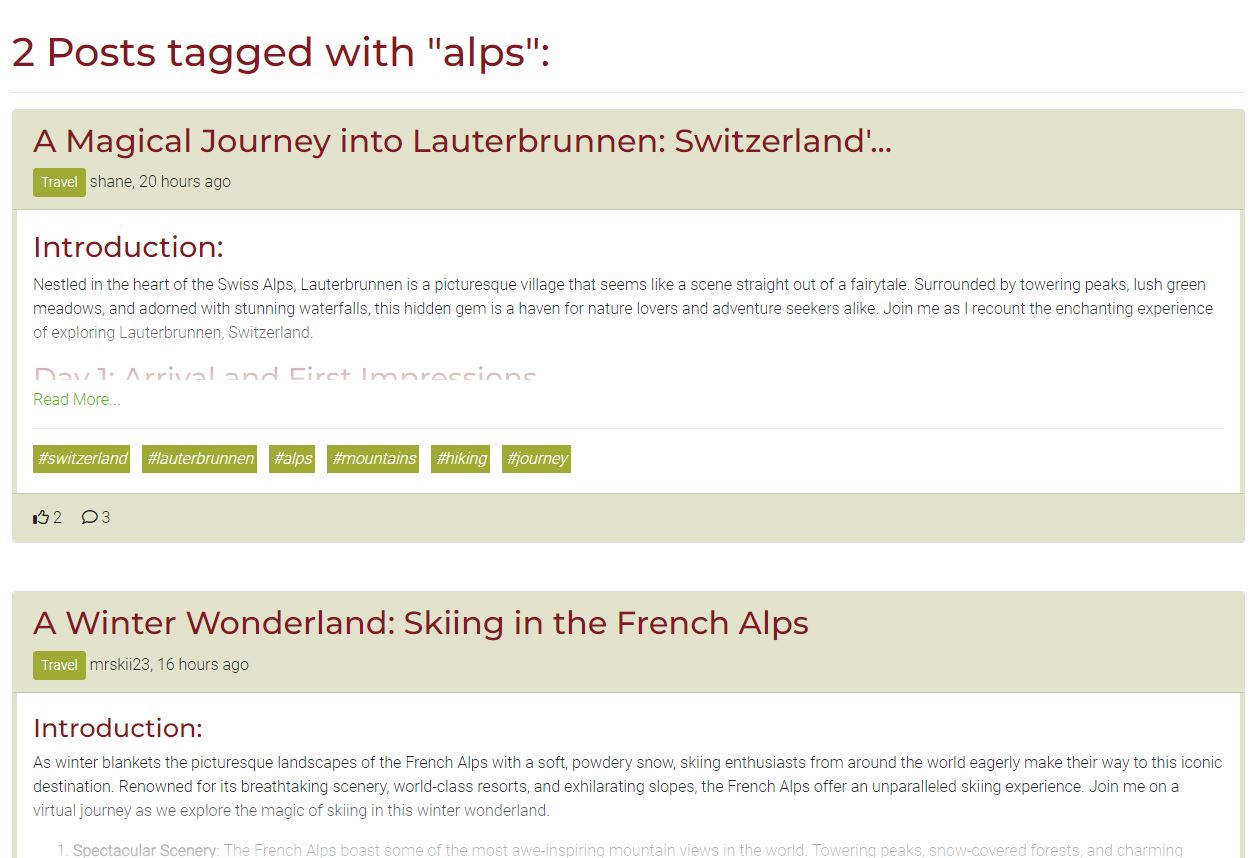 2 Posts tagged with "alps":
A Magical Journey into Lauterbrunnen: Switzerland'...
Travel shane, 20 hours ago
Introduction:
Nestled in the heart of the Swiss Alps, Lauterbrunnen is a picturesque village that seems like a scene straight out of a fairytale. Surrounded by towering peaks, lush green
meadows, and adorned with stunning waterfalls, this hidden gem is a haven for nature lovers and adventure seekers alike. Join me as I recount the enchanting experience
of exploring Lauterbrunnen, Switzerland.
Day 1: Arrival and First Impressions
Read More...
#switzerland #lauterbrunnen #alps #mountains #hiking #journey
2 3
A Winter Wonderland: Skiing in the French Alps
Travel mrskii23, 16 hours ago
Introduction:
As winter blankets the picturesque landscapes of the French Alps with a soft, powdery snow, skiing enthusiasts from around the world eagerly make their way to this iconic
destination. Renowned for its breathtaking scenery, world-class resorts, and exhilarating slopes, the French Alps offer an unparalleled skiing experience. Join me on a
virtual journey as we explore the magic of skiing in this winter wonderland.
1. Spectacular Scenery: The French Alps boast some of the most awe-inspiring mountain views in the world. Towering peaks, snow-covered forests, and charming